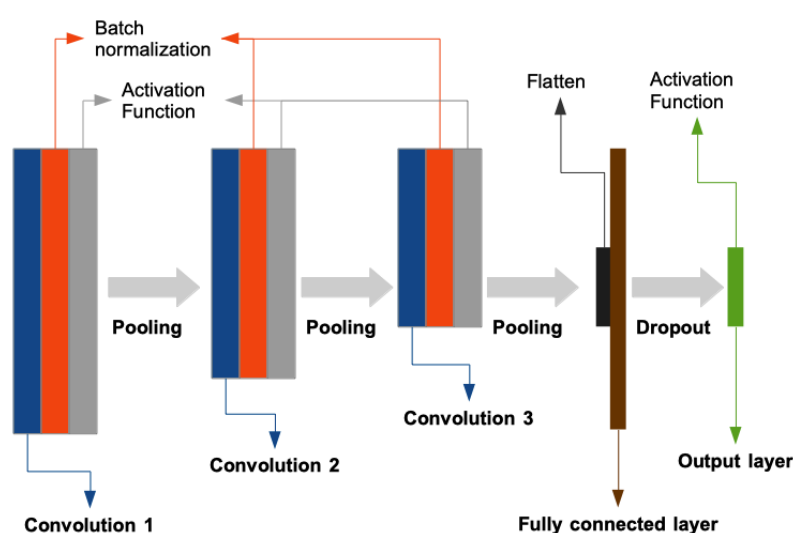 Batch
normalization
Activation
Function
Flatten
Activation
Function
Pooling
Pooling
Pooling
Dropout
Convolution 3
Convolution 2
Output layer
Convolution 1
Fully connected layer